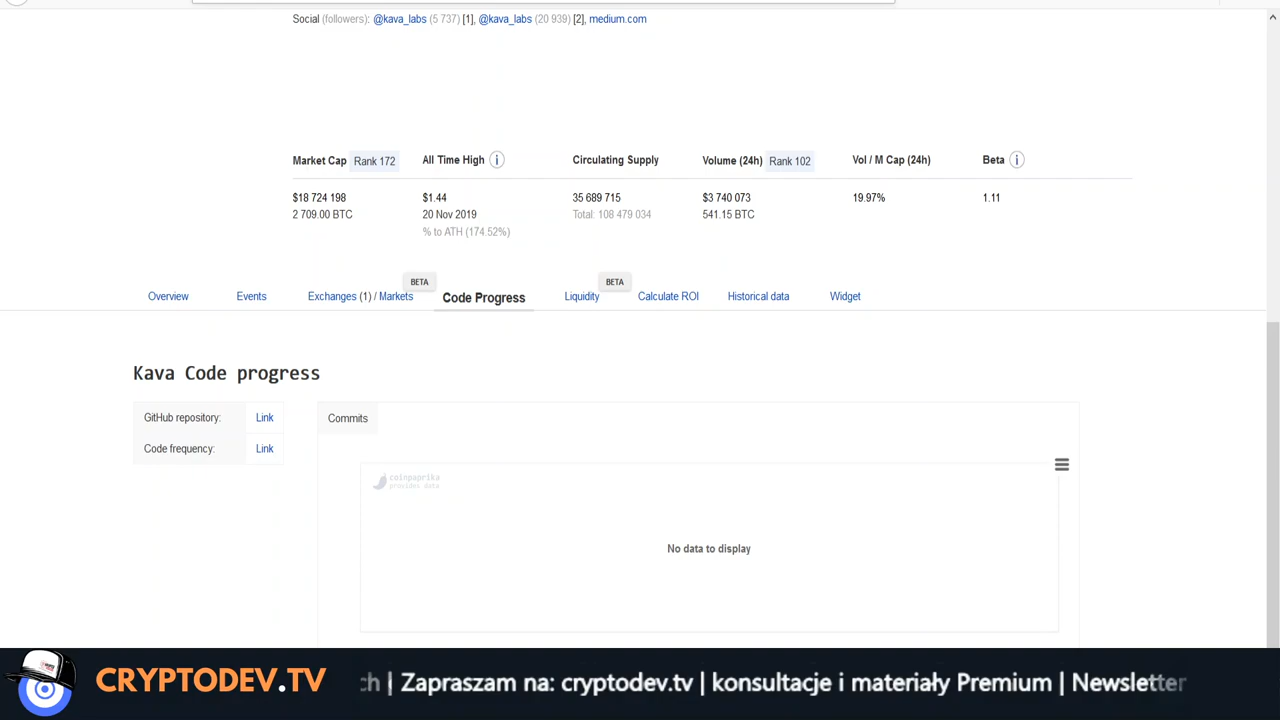 Social (followers): @kava_labs (5 737) [1], @kava_labs (20 939) [2], medium.com
Market Cap Rank 172 All Time High i Circulating Supply Volume (24h) Rank 102 Vol / M Cap (24h) Beta i
$18 724 198 $1.44 35 689 715 $3 740 073 19.97% 1.11
2 709.00 BTC 20 Nov 2019 Total: 108 479 034 541.15 BTC
% to ATH (174.52%)
BETA BETA
Overview Events Exchanges (1) / Markets Code Progress Liquidity Calculate ROI Historical data Widget
Kava Code progress
GitHub repository: Link Commits
Code frequency: Link
coinpaprika
provides data
No data to display
CRYPTODEV.TV ch | Zapraszam na: cryptodev.tv | konsultacje i materiały Premium | Newsletter